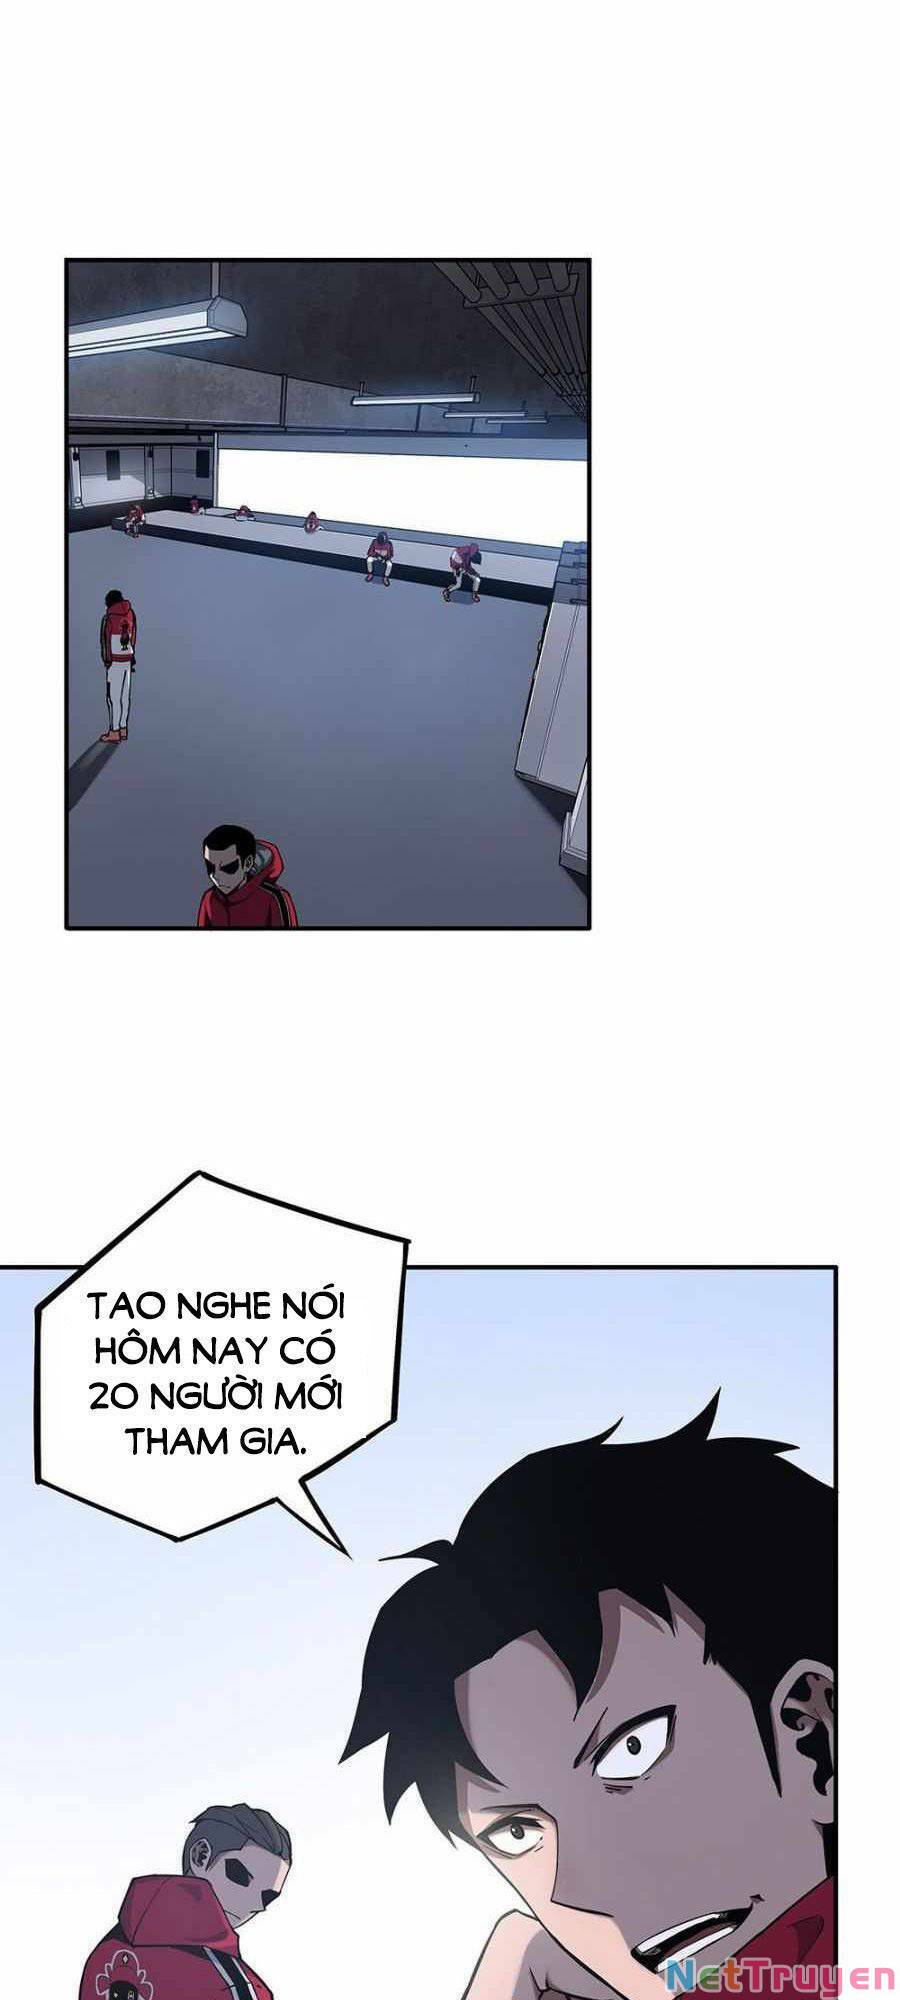 TAO NGHE NÓI
HÔM NAY CÓ
20 NGƯỜI MỚI
THAM GIA.
NetTruyen